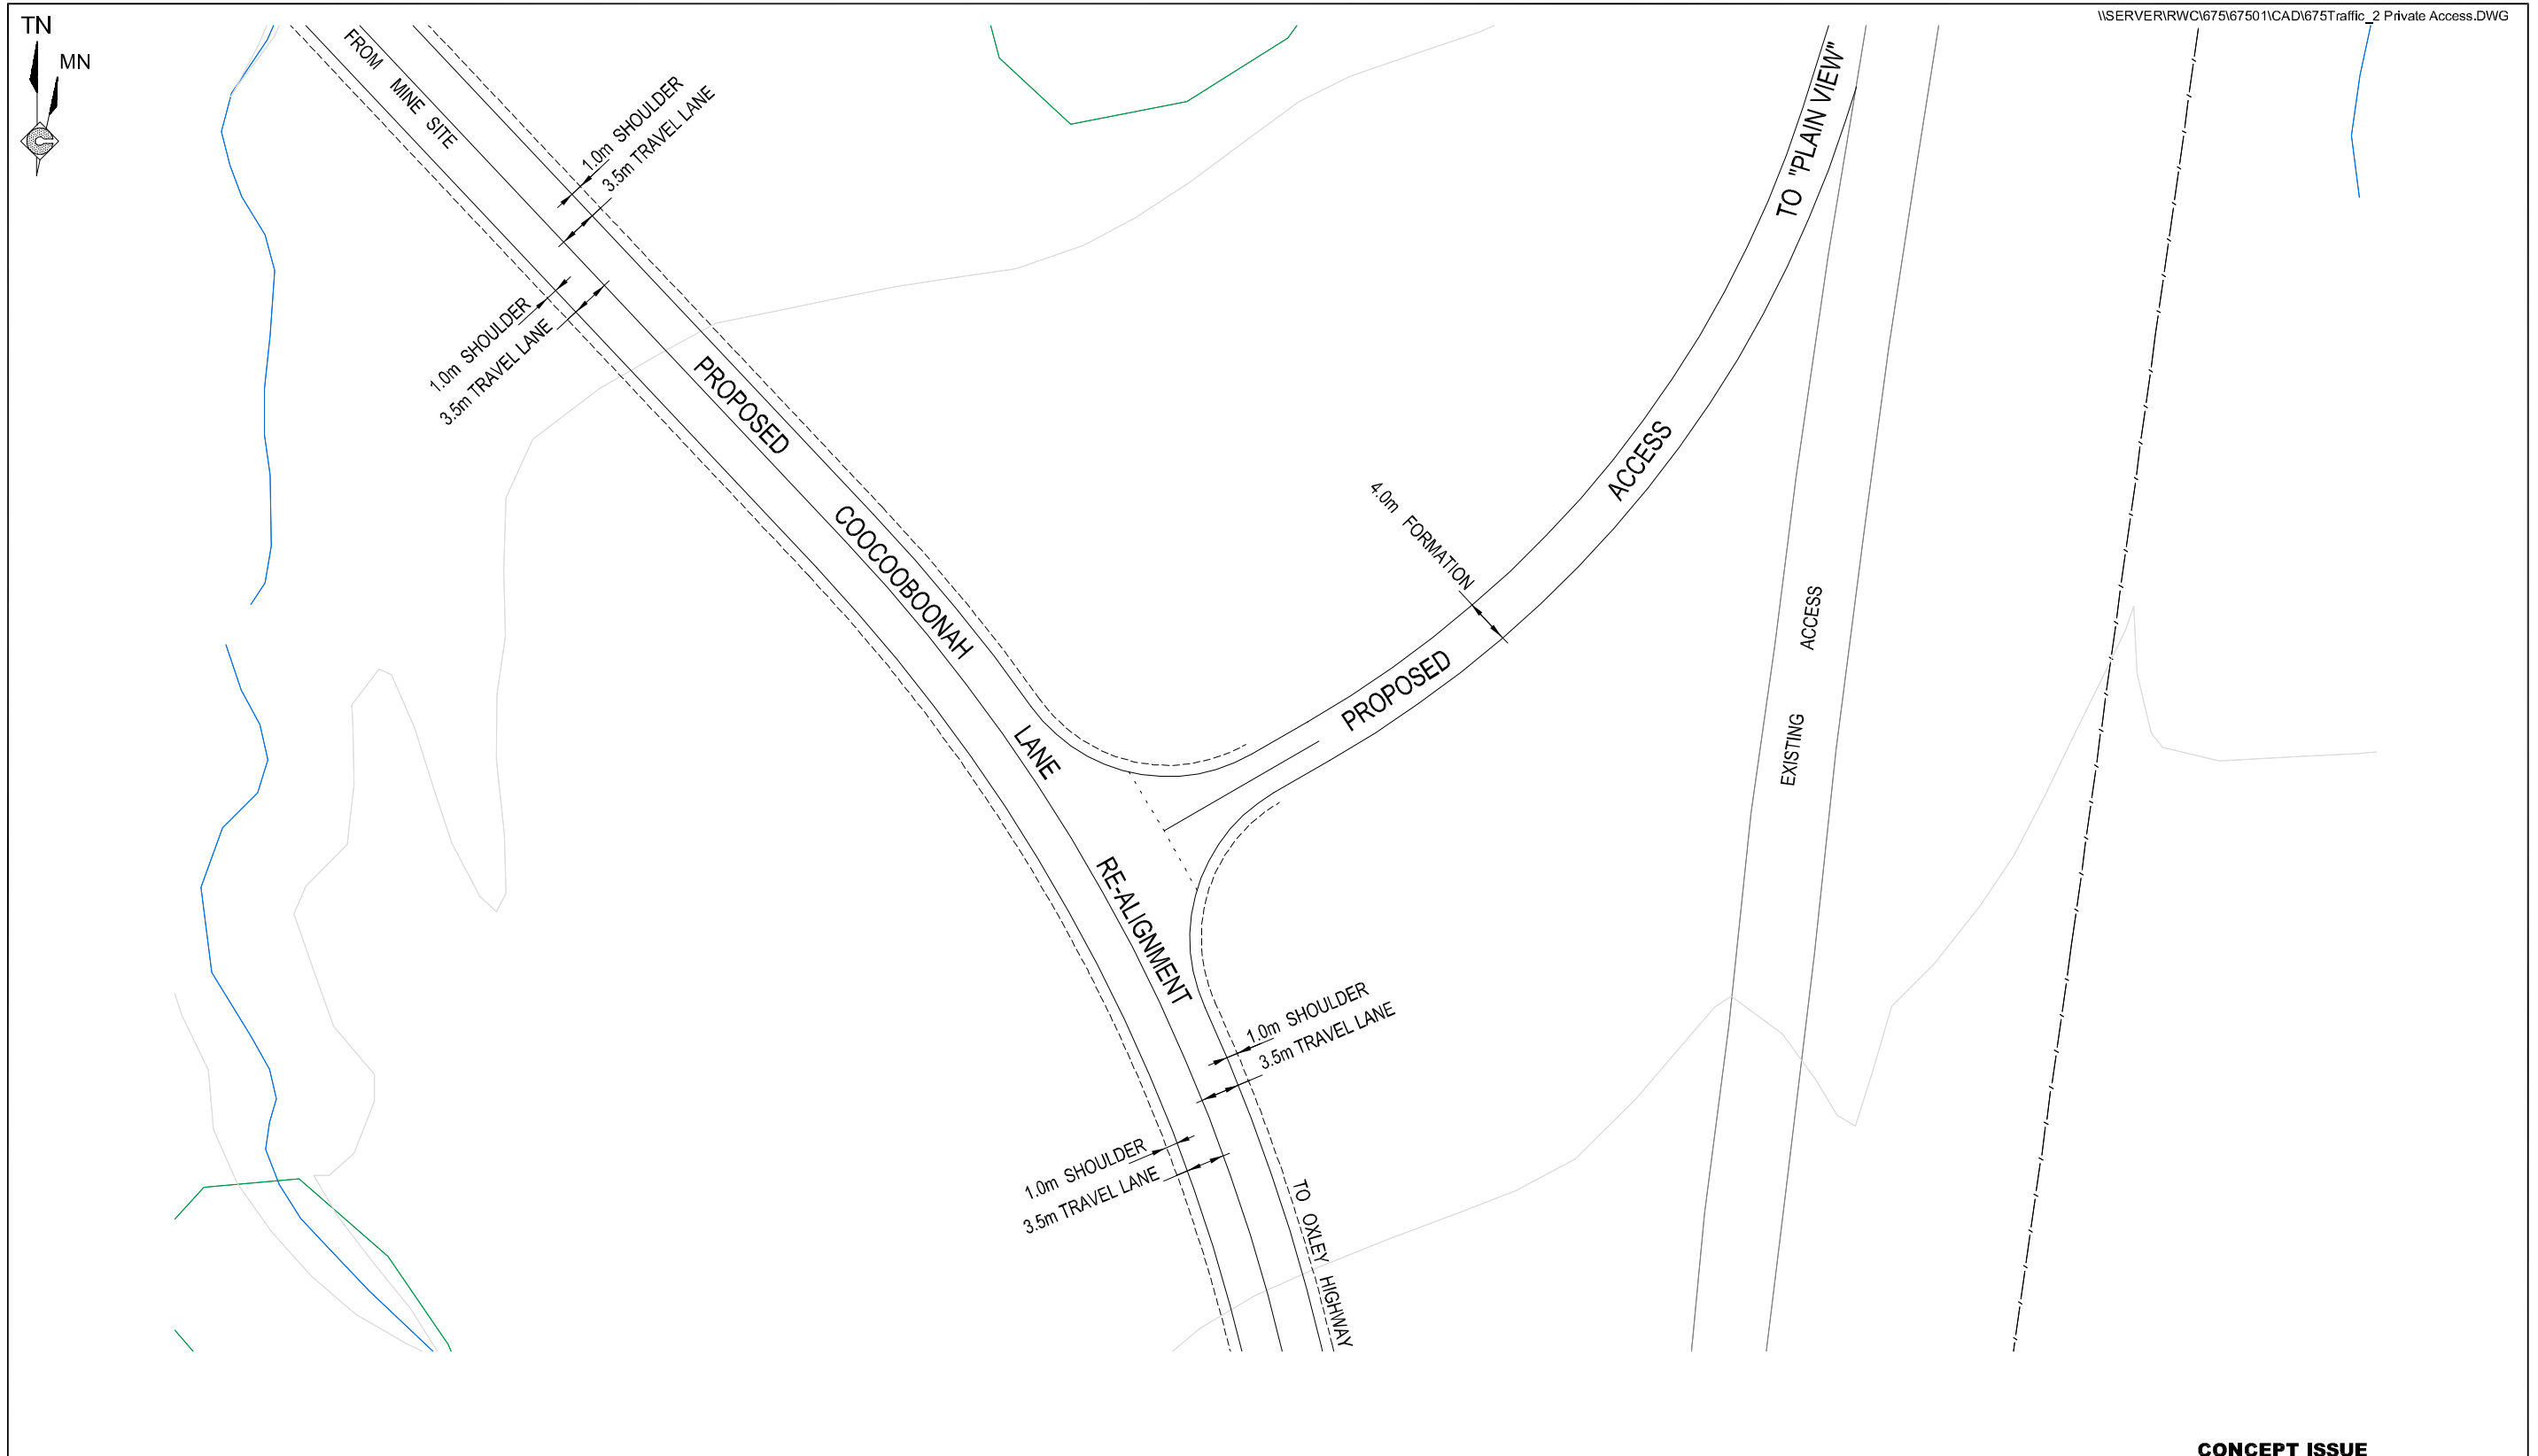 TN
MN
\\SERVER\RWC\675\67501\CAD\675Traffic_2 Private Access.DWG
FROM MINE SITE
1.0m SHOULDER
3.5m TRAVEL LANE
1.0m SHOULDER
3.5m TRAVEL LANE
PROPOSED COOCOOBOONAH LANE RE-ALIGNMENT
TO "PLAIN VIEW"
PROPOSED ACCESS
4.0m FORMATION
EXISTING ACCESS
1.0m SHOULDER
3.5m TRAVEL LANE
1.0m SHOULDER
3.5m TRAVEL LANE
TO OXLEY HIGHWAY
CONCEPT ISSUE